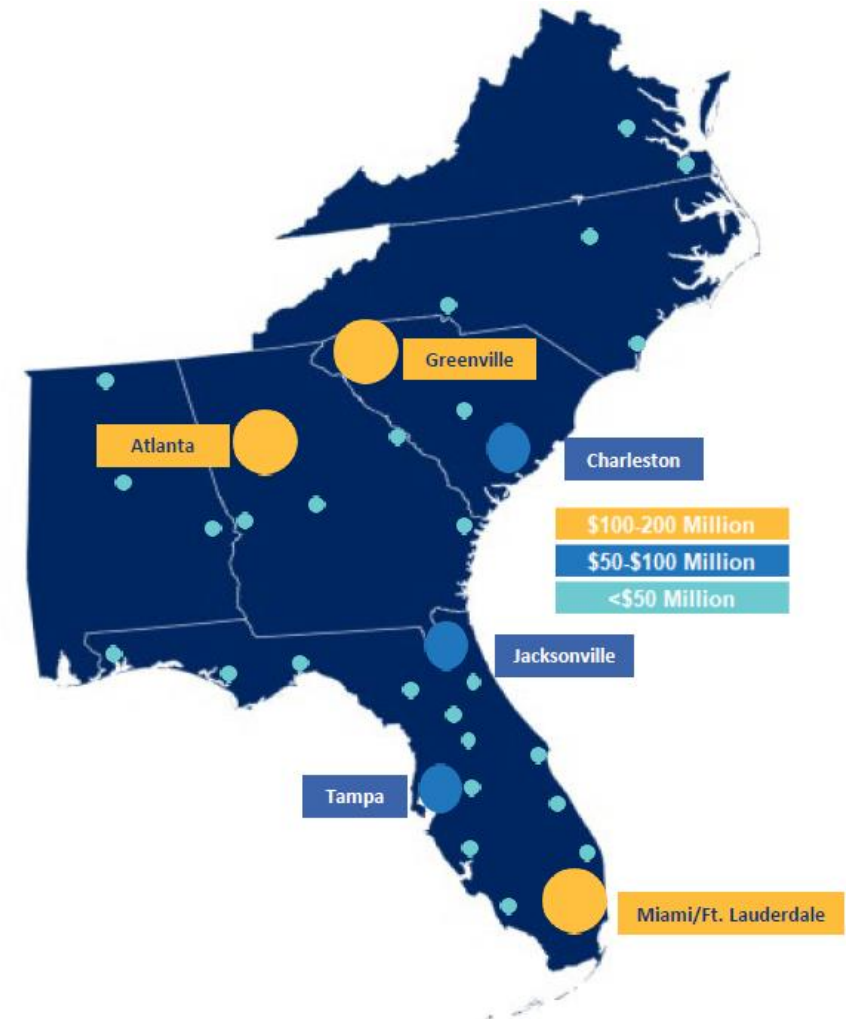 Greenville
Atlanta
Charleston
$100-200 Million
$50-$100 Million
<$50 Million
Jacksonville
Tampa
Miami/Ft. Lauderdale